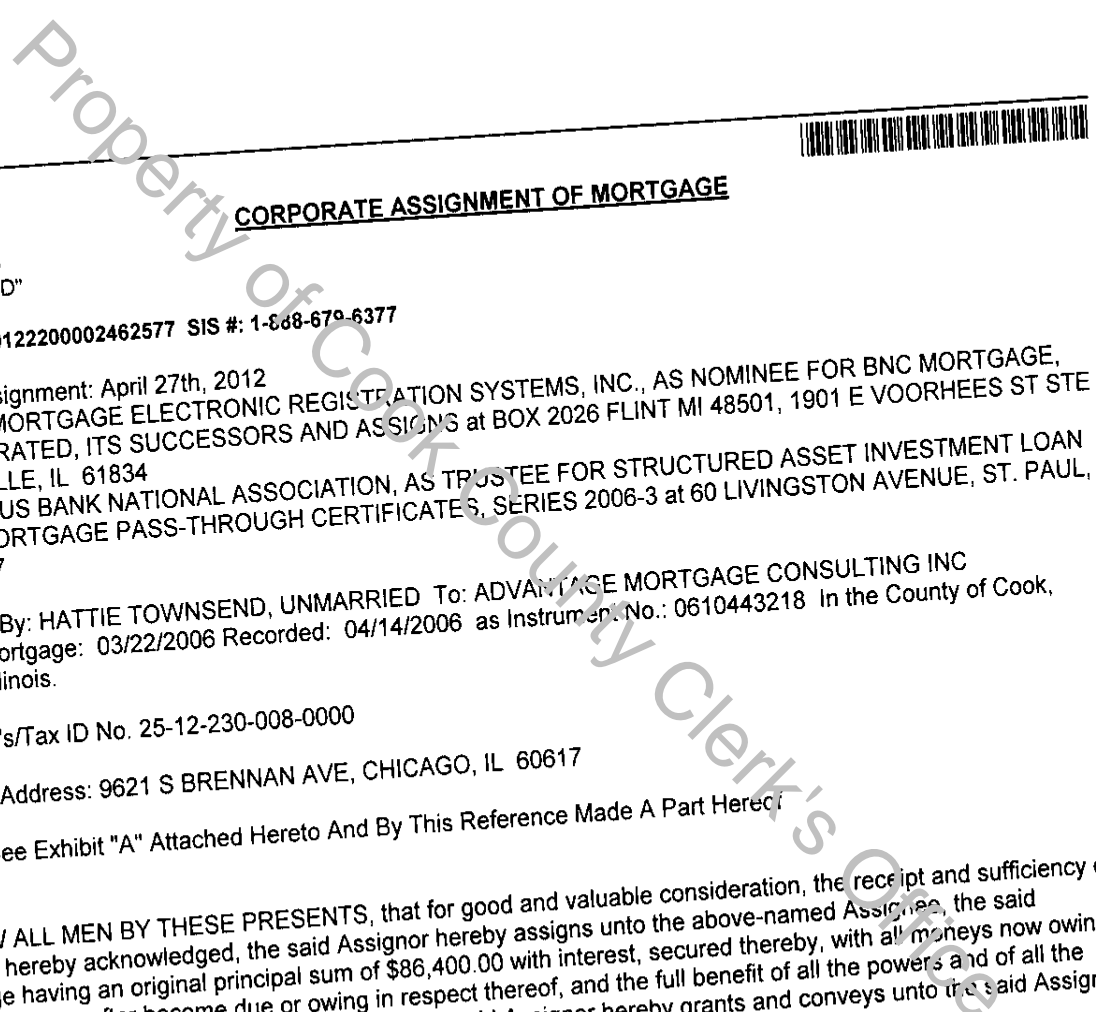 Property of Cook County Clerk's Office
CORPORATE ASSIGNMENT OF MORTGAGE
D"
0122200002462577 SIS #: 1-888-679-6377
signment: April 27th, 2012
MORTGAGE ELECTRONIC REGISTRATION SYSTEMS, INC., AS NOMINEE FOR BNC MORTGAGE,
RATED, ITS SUCCESSORS AND ASSIGNS at BOX 2026 FLINT MI 48501, 1901 E VOORHEES ST STE
LLE, IL 61834
US BANK NATIONAL ASSOCIATION, AS TRUSTEE FOR STRUCTURED ASSET INVESTMENT LOAN
ORTGAGE PASS-THROUGH CERTIFICATES, SERIES 2006-3 at 60 LIVINGSTON AVENUE, ST. PAUL,
7
By: HATTIE TOWNSEND, UNMARRIED To: ADVANTAGE MORTGAGE CONSULTING INC
ortgage: 03/22/2006 Recorded: 04/14/2006 as Instrument No.: 0610443218 In the County of Cook,
linois.
's/Tax ID No. 25-12-230-008-0000
Address: 9621 S BRENNAN AVE, CHICAGO, IL 60617
ee Exhibit "A" Attached Hereto And By This Reference Made A Part Hereof
ALL MEN BY THESE PRESENTS, that for good and valuable consideration, the receipt and sufficiency
hereby acknowledged, the said Assignor hereby assigns unto the above-named Assignee, the said
e having an original principal sum of $86,400.00 with interest, secured thereby, with all moneys now owin
become due or owing in respect thereof, and the full benefit of all the powers and of all the
hereby grants and conveys unto the said Assign